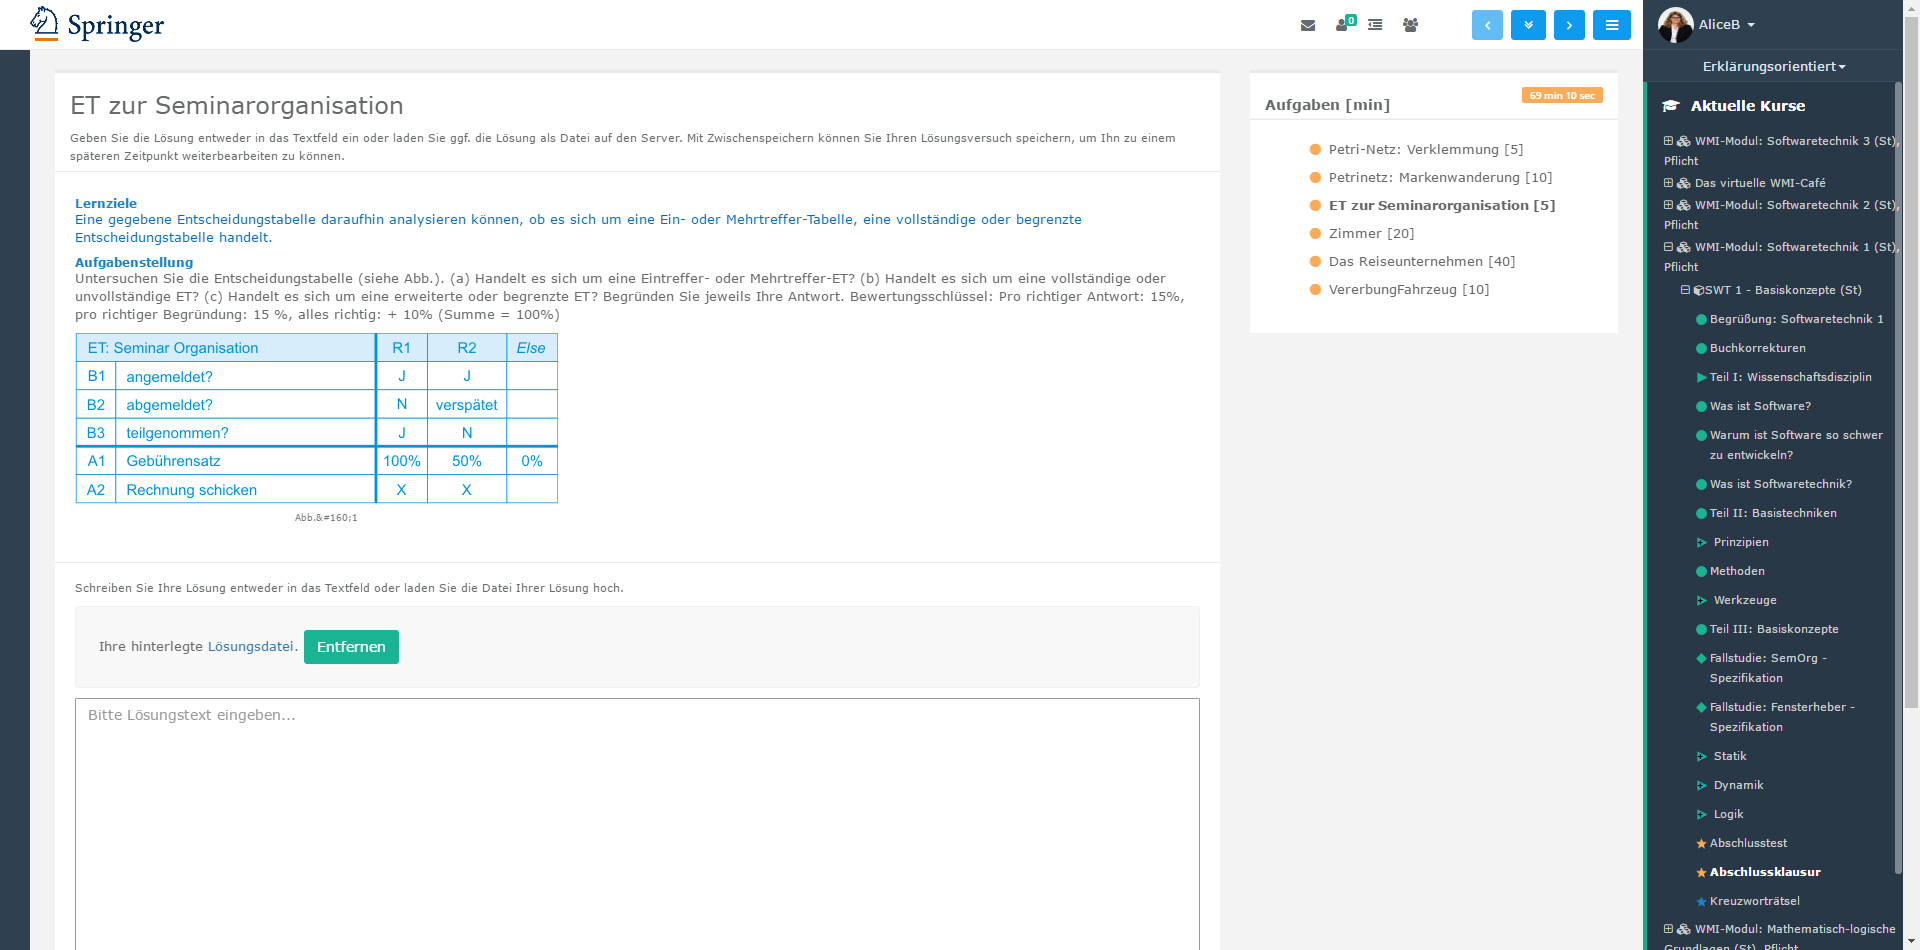 Springer
0
AliceB
Erklärungsorientiert
ET zur Seminarorganisation
Geben Sie die Lösung entweder in das Textfeld ein oder laden Sie ggf. die Lösung als Datei auf den Server. Mit Zwischenspeichern können Sie Ihren Lösungsversuch speichern, um Ihn zu einem
späteren Zeitpunkt weiterbearbeiten zu können.
Lernziele
Eine gegebene Entscheidungstabelle daraufhin analysieren können, ob es sich um eine Ein- oder Mehrtreffer-Tabelle, eine vollständige oder begrenzte
Entscheidungstabelle handelt.
Aufgabenstellung
Untersuchen Sie die Entscheidungstabelle (siehe Abb.). (a) Handelt es sich um eine Eintreffer- oder Mehrtreffer-ET? (b) Handelt es sich um eine vollständige oder
unvollständige ET? (c) Handelt es sich um eine erweiterte oder begrenzte ET? Begründen Sie jeweils Ihre Antwort. Bewertungsschlüssel: Pro richtiger Antwort: 15%,
pro richtiger Begründung: 15 %, alles richtig: + 10% (Summe = 100%)
ET: Seminar Organisation R1 R2 Else
B1 angemeldet? J J
B2 abgemeldet? N verspätet
B3 teilgenommen? J N
A1 Gebührensatz 100% 50% 0%
A2 Rechnung schicken X X
Abb.&#160;1
Schreiben Sie Ihre Lösung entweder in das Textfeld oder laden Sie die Datei Ihrer Lösung hoch.
Ihre hinterlegte Lösungsdatei. Entfernen
Bitte Lösungstext eingeben...
Aufgaben [min]
69 min 10 sec
Petri-Netz: Verklemmung [5]
Petrinetz: Markenwanderung [10]
ET zur Seminarorganisation [5]
Zimmer [20]
Das Reiseunternehmen [40]
VererbungFahrzeug [10]
Aktuelle Kurse
WMI-Modul: Softwaretechnik 3 (St),
Pflicht
Das virtuelle WMI-Café
WMI-Modul: Softwaretechnik 2 (St),
Pflicht
WMI-Modul: Softwaretechnik 1 (St),
Pflicht
SWT 1 - Basiskonzepte (St)
Begrüßung: Softwaretechnik 1
Buchkorrekturen
Teil I: Wissenschaftsdisziplin
Was ist Software?
Warum ist Software so schwer
zu entwickeln?
Was ist Softwaretechnik?
Teil II: Basistechniken
Prinzipien
Methoden
Werkzeuge
Teil III: Basiskonzepte
Fallstudie: SemOrg -
Spezifikation
Fallstudie: Fensterheber -
Spezifikation
Statik
Dynamik
Logik
Abschlusstest
Abschlussklausur
Kreuzworträtsel
WMI-Modul: Mathematisch-logische
Grundlagen (St), Pflicht